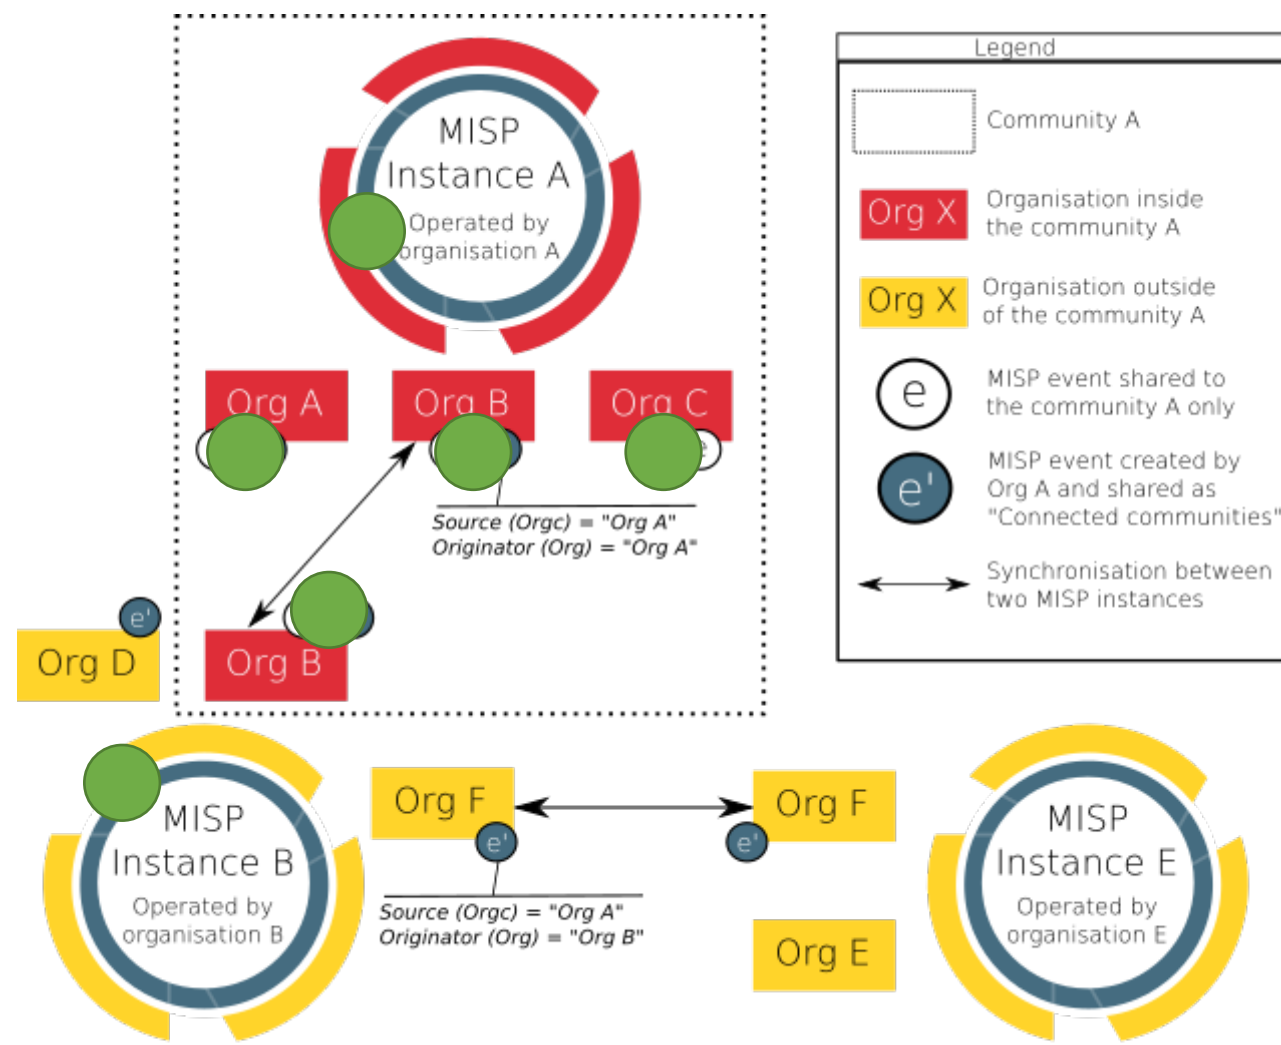 MISP
Instance A
Operated by
organisation A
Org A
Org B
Org C
e
Source (Orgc) = "Org A"
Originator (Org) = "Org A"
e'
Org D
Org B
MISP
Instance B
Operated by
organisation B
Org F
e'
Source (Orgc) = "Org A"
Originator (Org) = "Org B"
Org F
e'
Org E
MISP
Instance E
Operated by
organisation E
Legend
Community A
Org X
Organisation inside
the community A
Org X
Organisation outside
of the community A
e
MISP event shared to
the community A only
e'
MISP event created by
Org A and shared as
"Connected communities"
Synchronisation between
two MISP instances